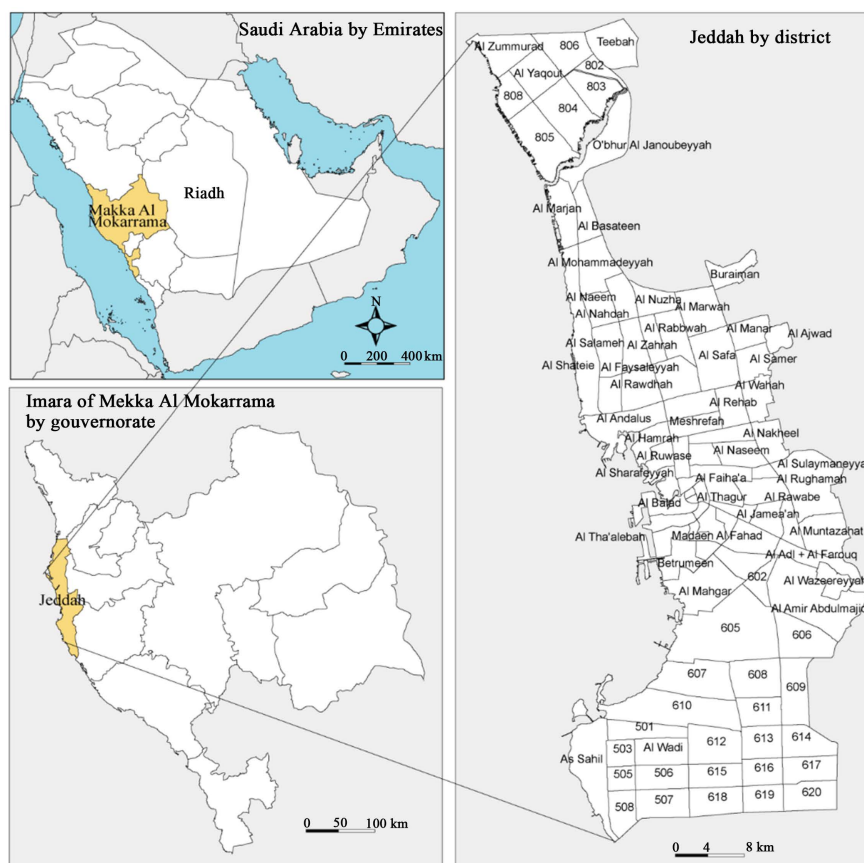 Saudi Arabia by Emirates
Riadh
Makka Al
Mokarrama
N
0 200 400 km
Imara of Mekka Al Mokarrama
by gouvernorate
Jeddah
0 50 100 km
Jeddah by district
Al Zummurad
806
Teebah
802
Al Yaqout
803
808
804
805
O'bhur Al Janoubeyyah
Al Marjan
Al Basateen
Al Mohammadeyyah
Buraiman
Al Naeem
Al Nuzha
Al Marwah
Al Nahdah
Al Rabbwah
Al Manar
Al Ajwad
Al Salameh
Al Zahrah
Al Safa
Al Samer
Al Shateie
Al Faysaleyyah
Al Rawdhah
Al Wahah
Al Rehab
Al Andalus
Meshrefah
Al Hamrah
Al Nakheel
Al Ruwase
Al Naseem
Al Sulaymaneyya
Al Sharafeyyah
Al Faiha'a
Al Rughamah
Al Balad
Al Thagur
Al Rawabe
Al Jamea'ah
Al Tha'alebah
Madaen Al Fahad
Al Muntazahat
Al Adl + Al Farouq
Betrumeen
602
Al Wazeereyyah
Al Mahgar
Al Amir Abdulmajid
605
606
607
608
609
610
611
501
612
613
614
As Sahil
503
Al Wadi
505
506
615
616
617
508
507
618
619
620
0 4 8 km